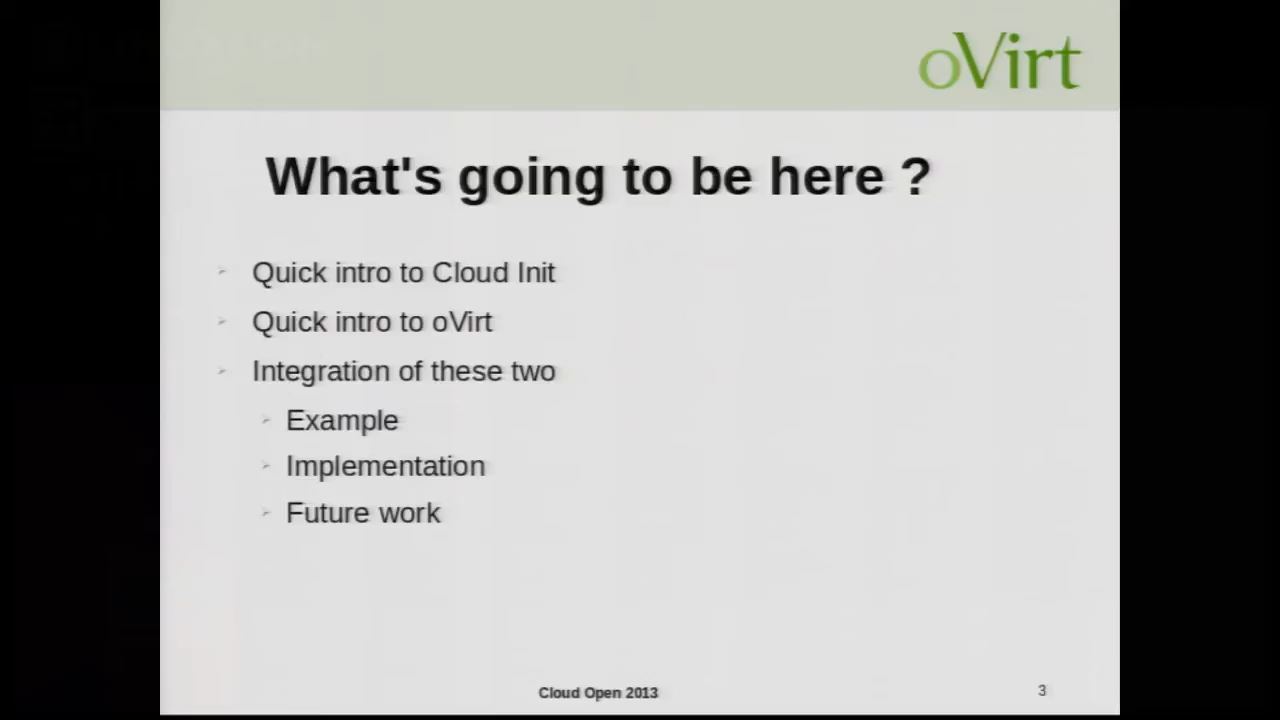 oVirt
What's going to be here ?
Quick intro to Cloud Init
Quick intro to oVirt
Integration of these two
Example
Implementation
Future work
Cloud Open 2013
3